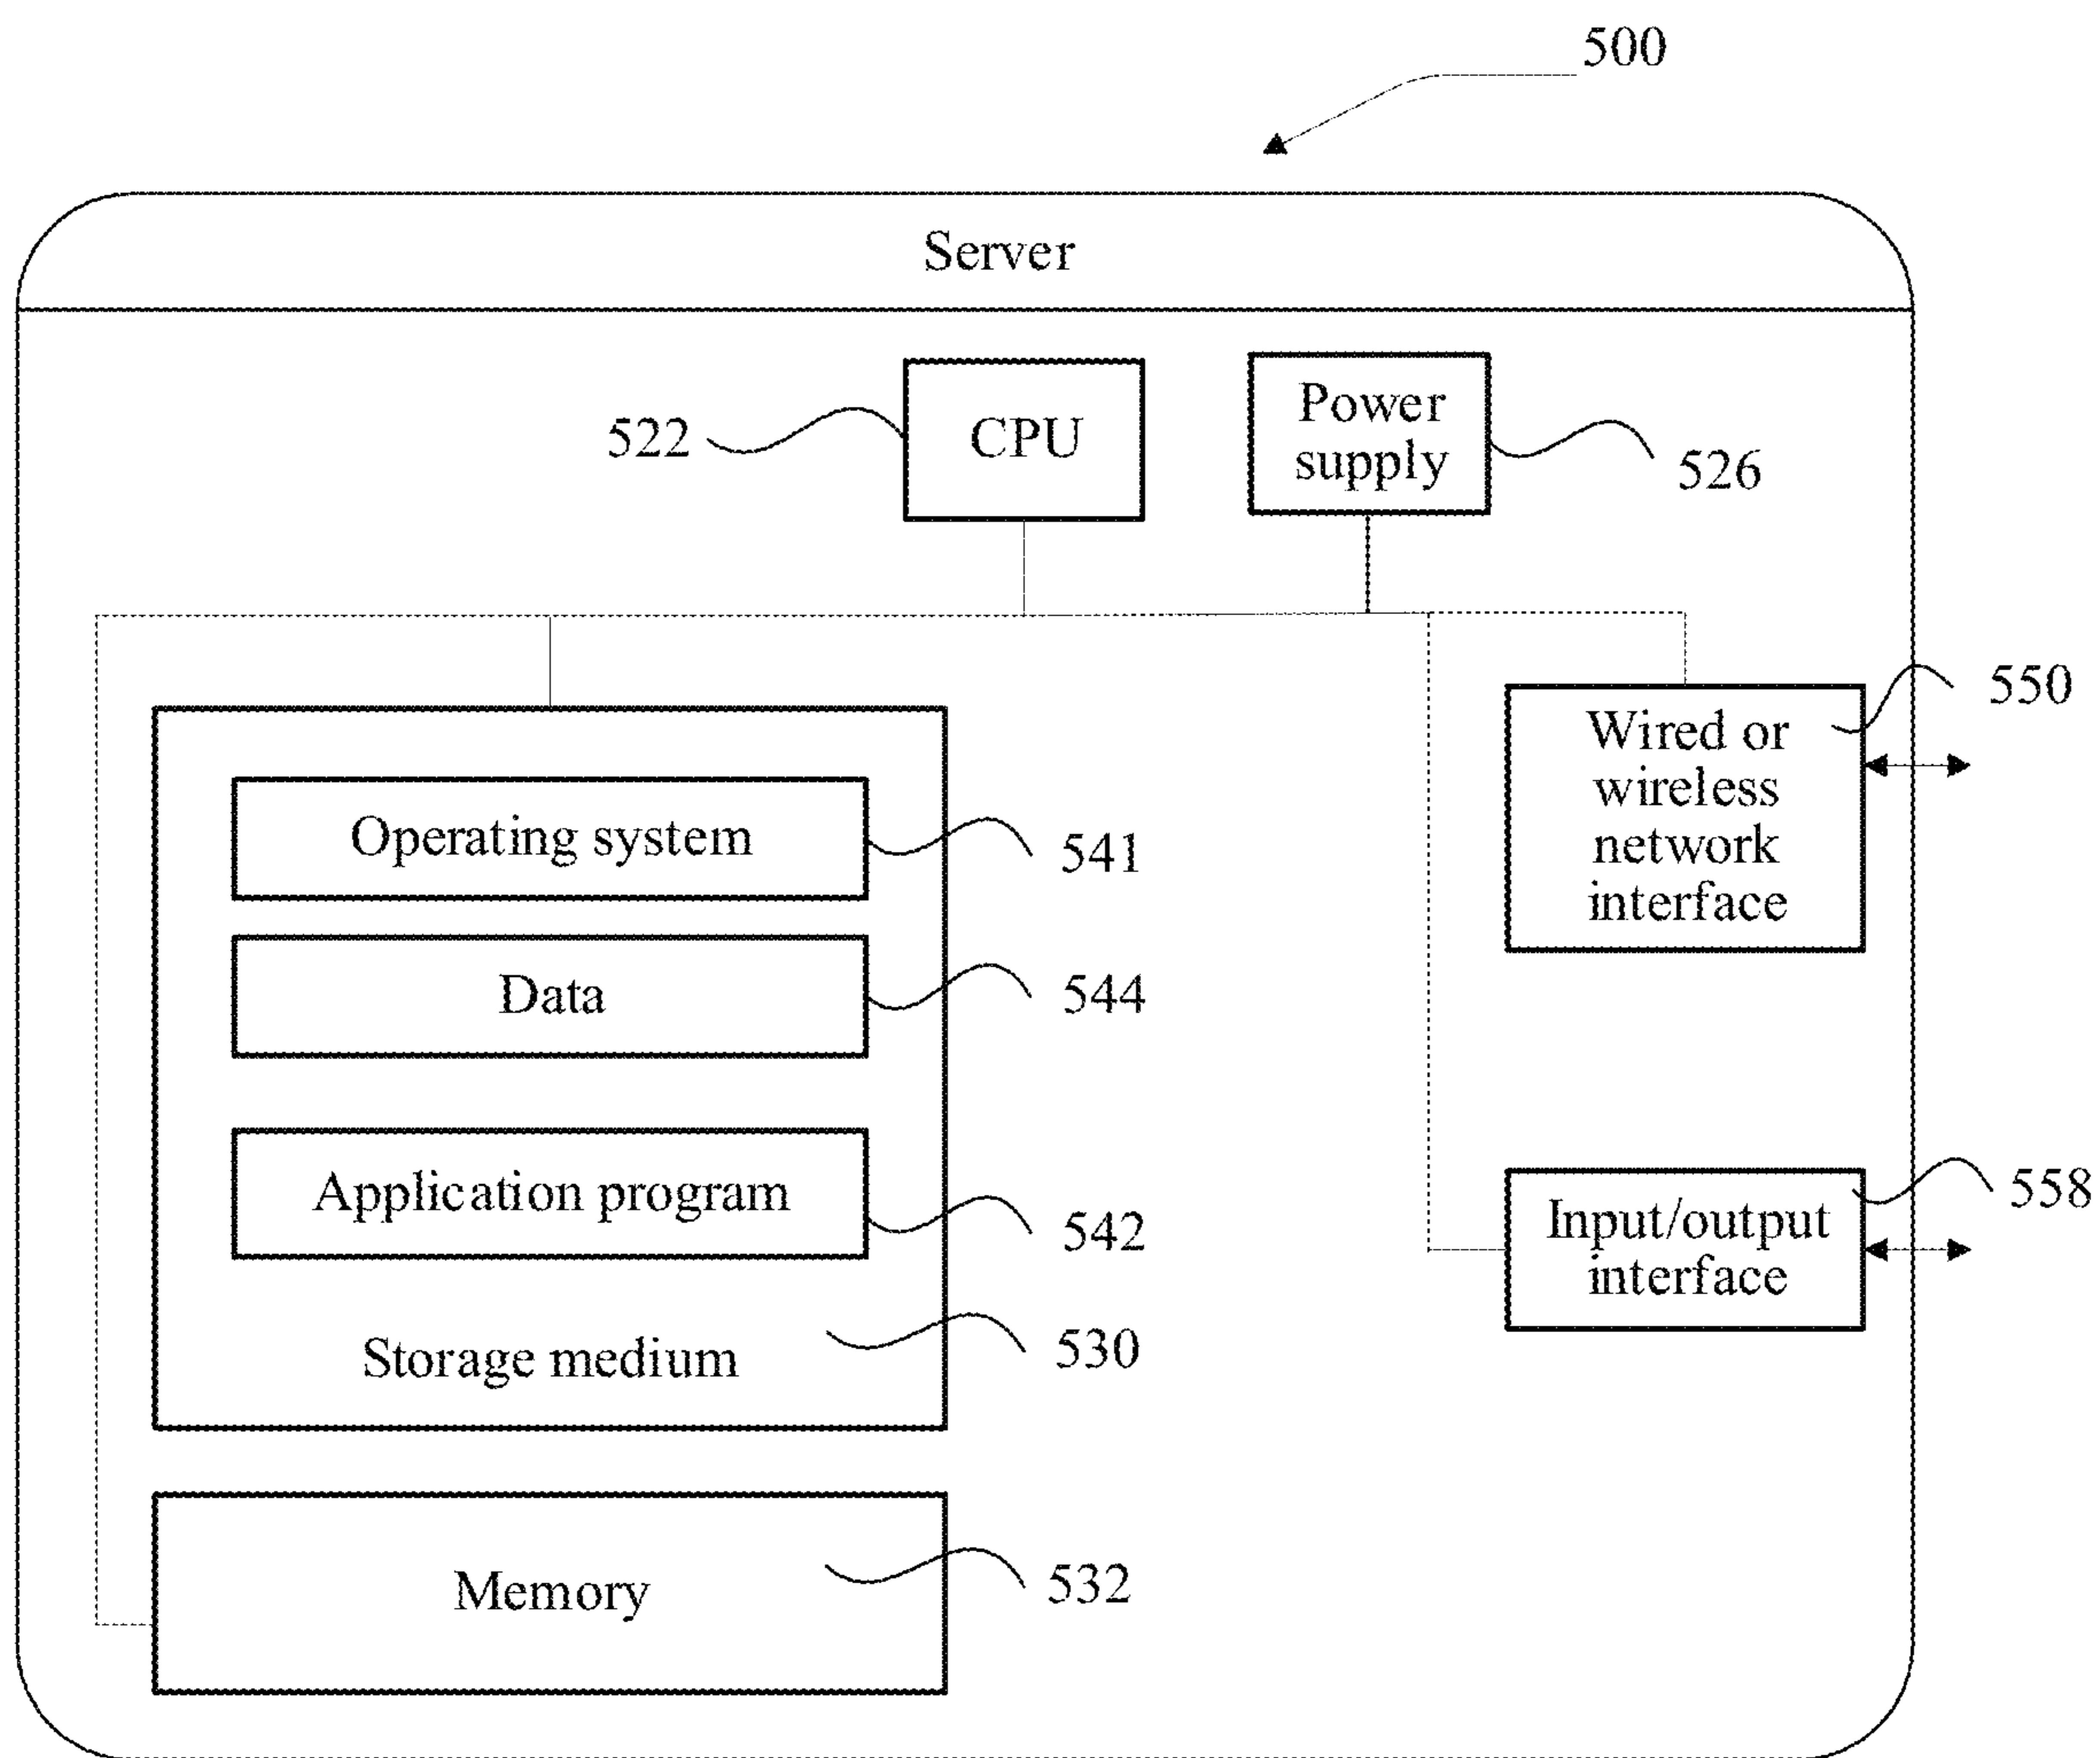 500
Server
522
CPU
Power
supply
526
550
Wired or
wireless
network
interface
Operating system
541
Data
544
Application program
542
558
Input/output
interface
Storage medium
530
Memory
532